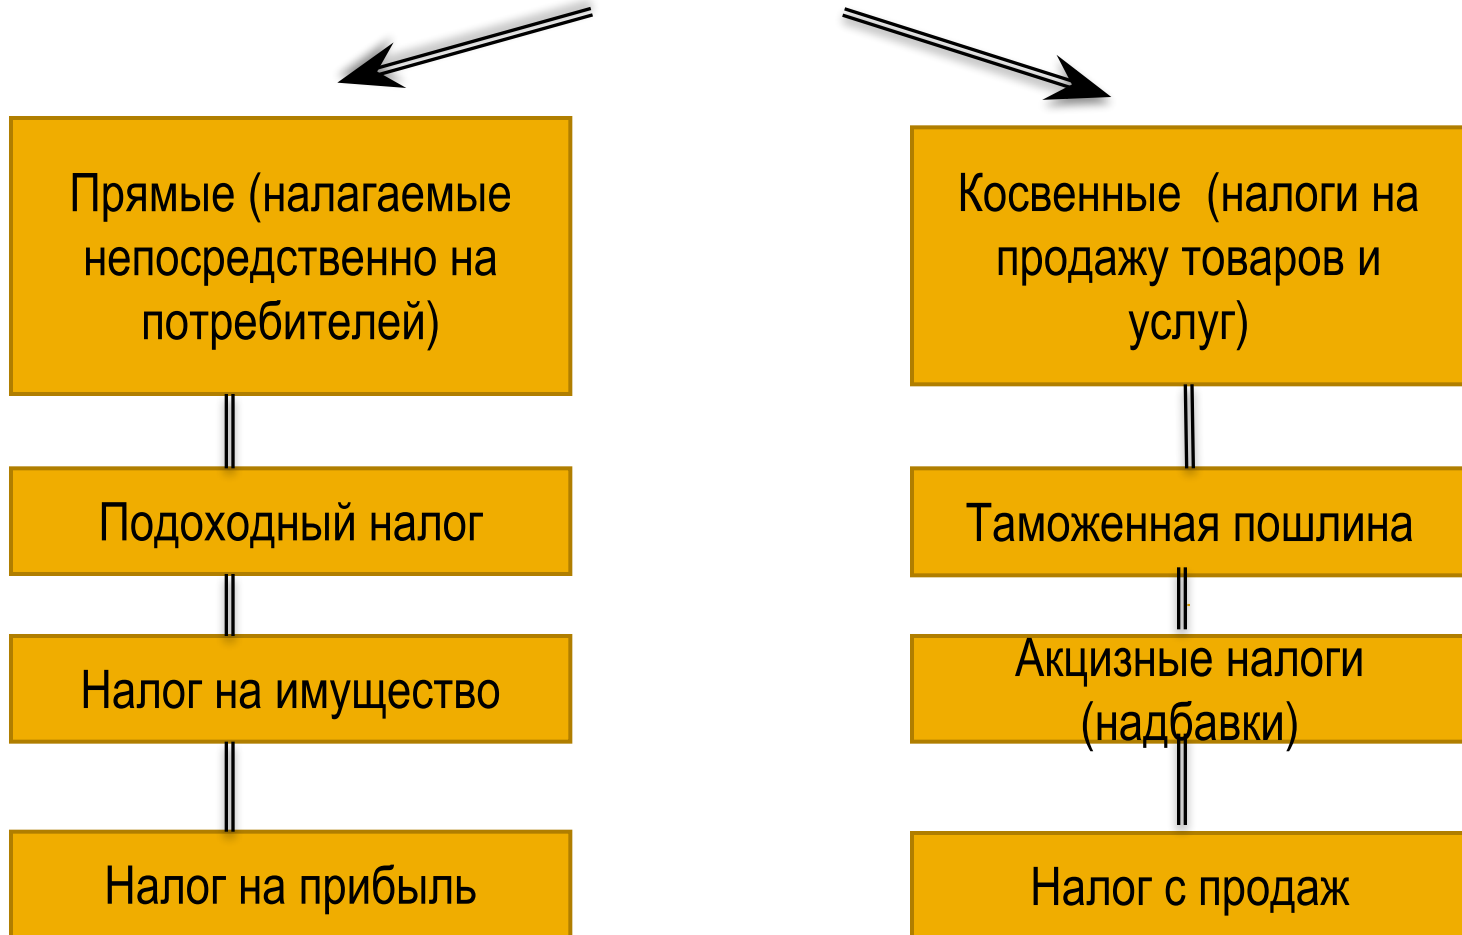 Прямые (налагаемые
непосредственно на
потребителей)
Подоходный налог
Налог на имущество
Налог на прибыль
Косвенные  (налоги на
продажу товаров и
услуг)
Таможенная пошлина
Акцизные налоги
(надбавки)
Налог с продаж